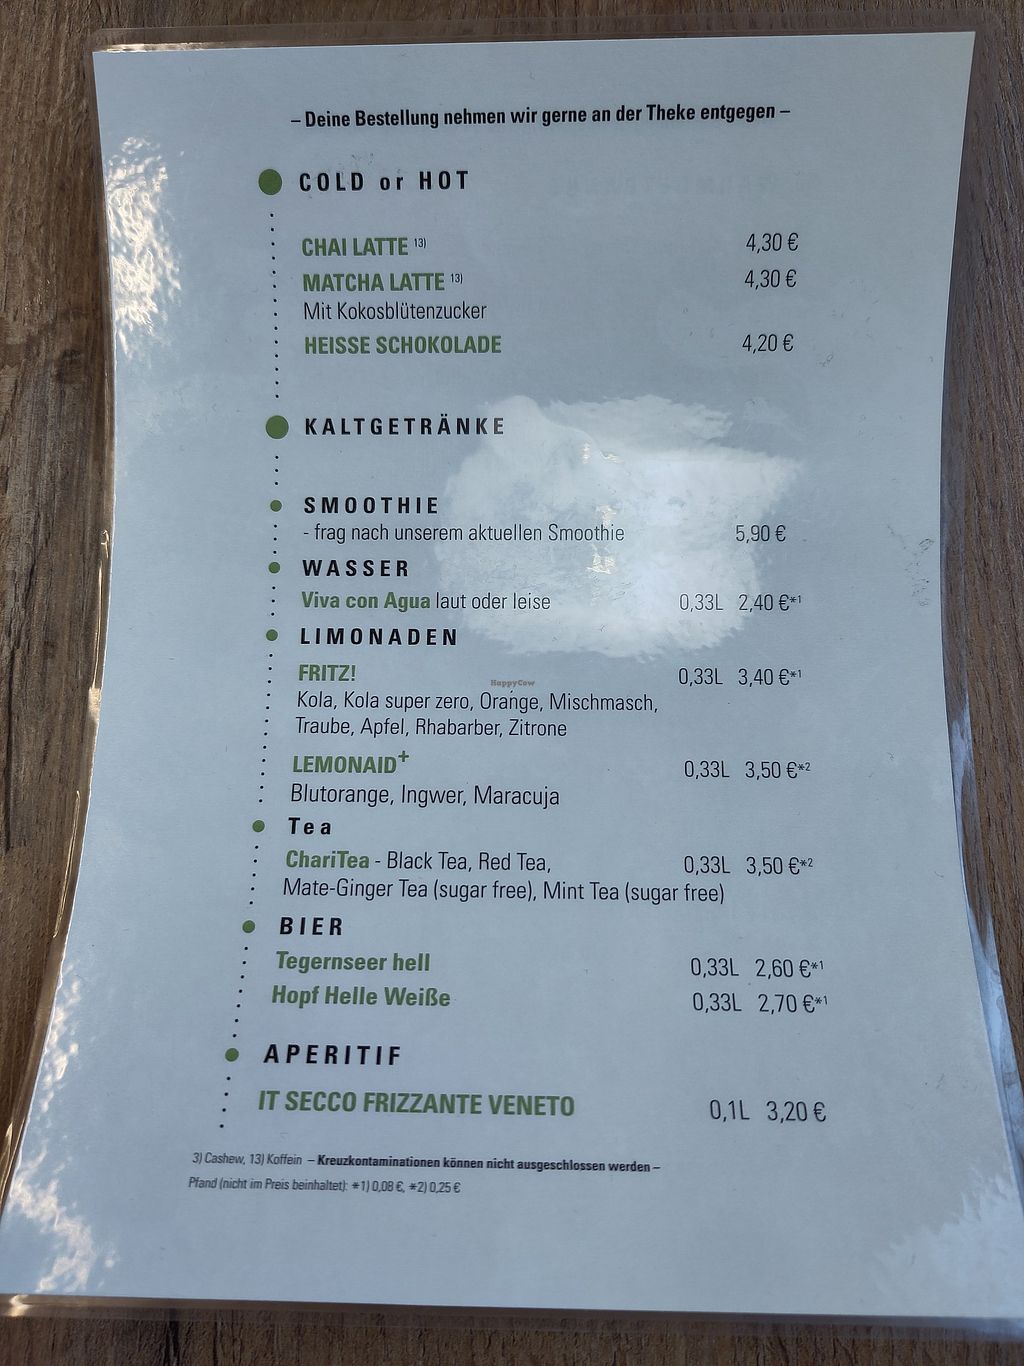 – Deine Bestellung nehmen wir gerne an der Theke entgegen –
COLD or HOT
CHAI LATTE 13) 4,30 €
MATCHA LATTE 13) 4,30 €
Mit Kokosblütenzucker
HEISSE SCHOKOLADE 4,20 €
KALTGETRÄNKE
SMOOTHIE
- frag nach unserem aktuellen Smoothie 5,90 €
WASSER
Viva con Agua laut oder leise 0,33L 2,40 €*1
LIMONADEN
FRITZ! 0,33L 3,40 €*1
HappyCow
Kola, Kola super zero, Orange, Mischmasch,
Traube, Apfel, Rhabarber, Zitrone
LEMONAID+ 0,33L 3,50 €*2
Blutorange, Ingwer, Maracuja
Tea
ChariTea - Black Tea, Red Tea, 0,33L 3,50 €*2
Mate-Ginger Tea (sugar free), Mint Tea (sugar free)
BIER
Tegernseer hell 0,33L 2,60 €*1
Hopf Helle Weiße 0,33L 2,70 €*1
APERITIF
IT SECCO FRIZZANTE VENETO 0,1L 3,20 €
3) Cashew, 13) Koffein – Kreuzkontaminationen können nicht ausgeschlossen werden –
Pfand (nicht im Preis beinhaltet): *1) 0,08 €, *2) 0,25 €